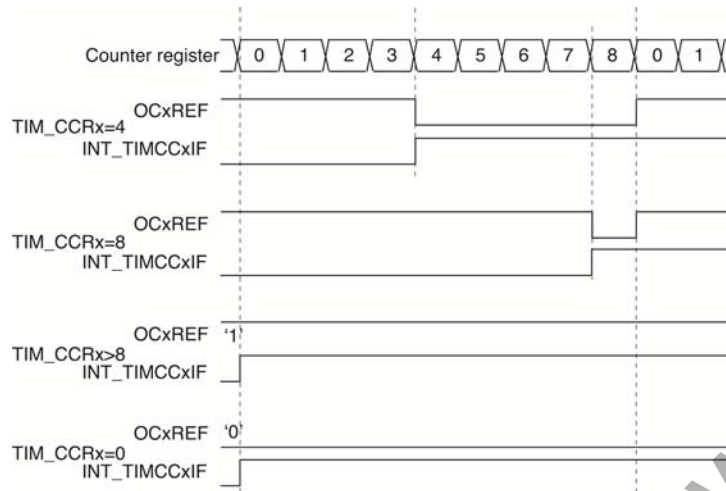 Counter register 0 1 2 3 4 5 6 7 8 0 1
OCxREF
TIM_CCRx=4
INT_TIMCCxIF
OCxREF
TIM_CCRx=8
INT_TIMCCxIF
OCxREF '1'
TIM_CCRx>8
INT_TIMCCxIF
OCxREF '0'
TIM_CCRx=0
INT_TIMCCxIF